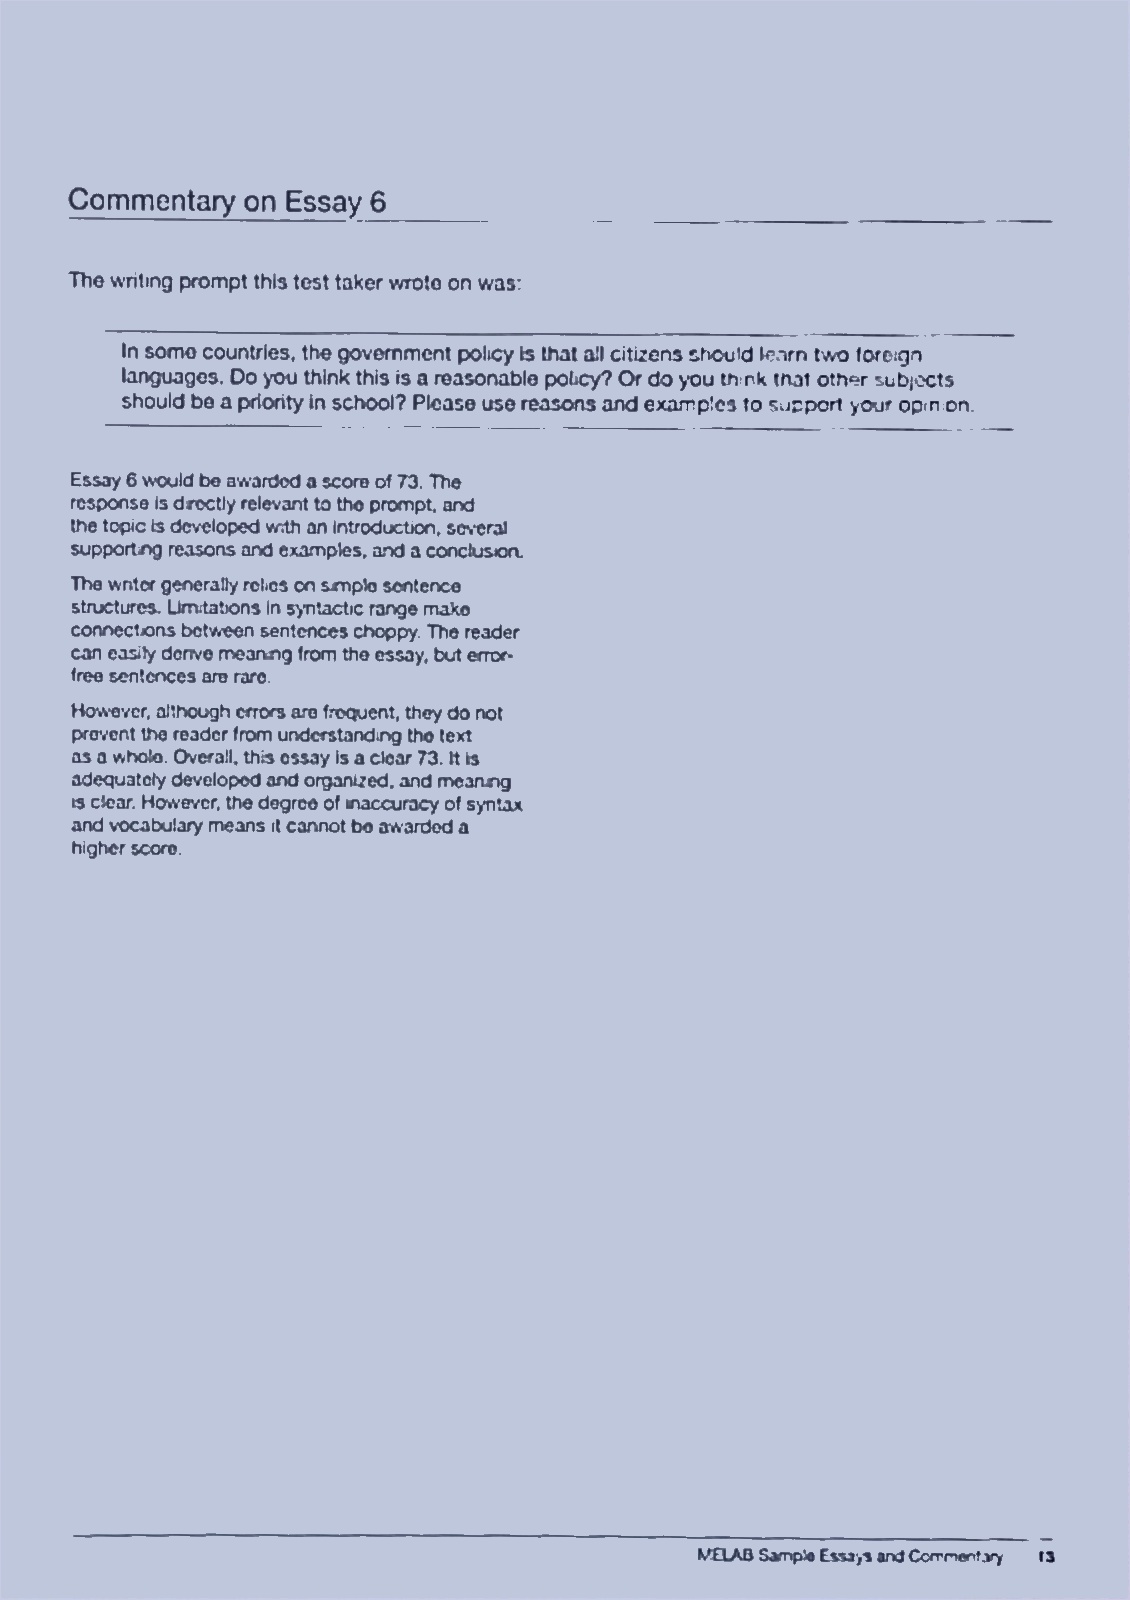 Commentary on Essay 6
The writing prompt this test taker wrote on was:
In some countries, the government policy is that all citizens should learn two foreign
languages. Do you think this is a reasonable policy? Or do you think that other subjects
should be a priority in school? Please use reasons and examples to support your opinion.
Essay 6 would be awarded a score of 73. The
response is directly relevant to the prompt, and
the topic is developed with an introduction, several
supporting reasons and examples, and a conclusion.
The writer generally relies on simple sentence
structures. Limitations in syntactic range make
connections between sentences choppy. The reader
can easily derive meaning from the essay, but error-
free sentences are rare.
However, although errors are frequent, they do not
prevent the reader from understanding the text
as a whole. Overall, this essay is a clear 73. It is
adequately developed and organized, and meaning
is clear. However, the degree of inaccuracy of syntax
and vocabulary means it cannot be awarded a
higher score.
MELAB Sample Essays and Commentary 13